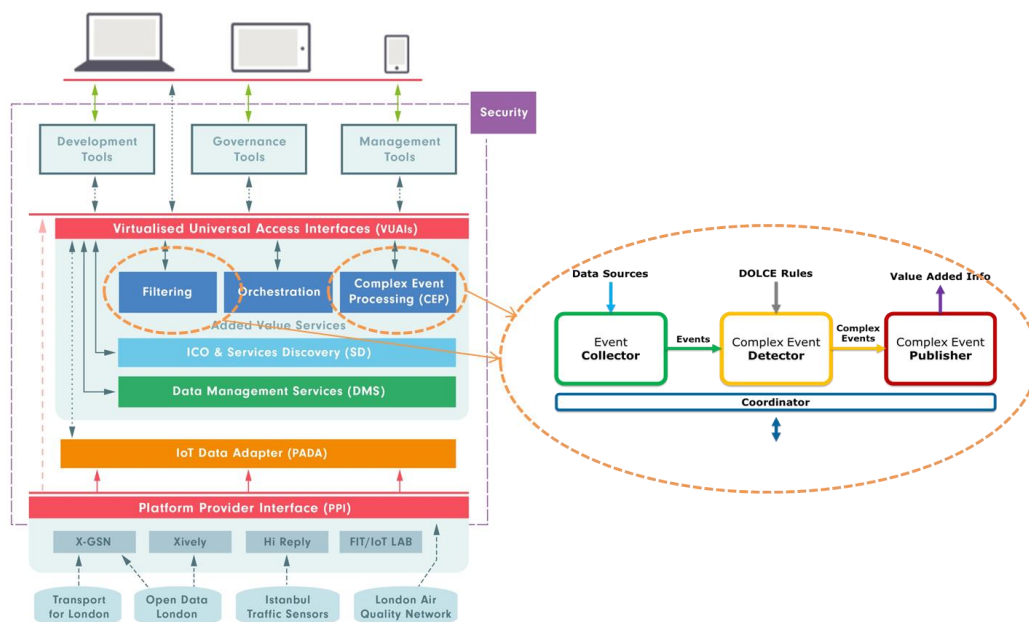 Security
Development
Tools
Governance
Tools
Management
Tools
Virtualised Universal Access Interfaces (VUAIs)
Filtering
Orchestration
Complex Event
Processing (CEP)
Added Value Services
ICO & Services Discovery (SD)
Data Management Services (DMS)
IoT Data Adapter (PADA)
Platform Provider Interface (PPI)
X-GSN
Xively
Hi Reply
FIT/IoT LAB
Transport
for London
Open Data
London
Istanbul
Traffic Sensors
London Air
Quality Network
Data Sources
DOLCE Rules
Value Added Info
Event
Collector
Events
Complex Event
Detector
Complex
Events
Complex Event
Publisher
Coordinator